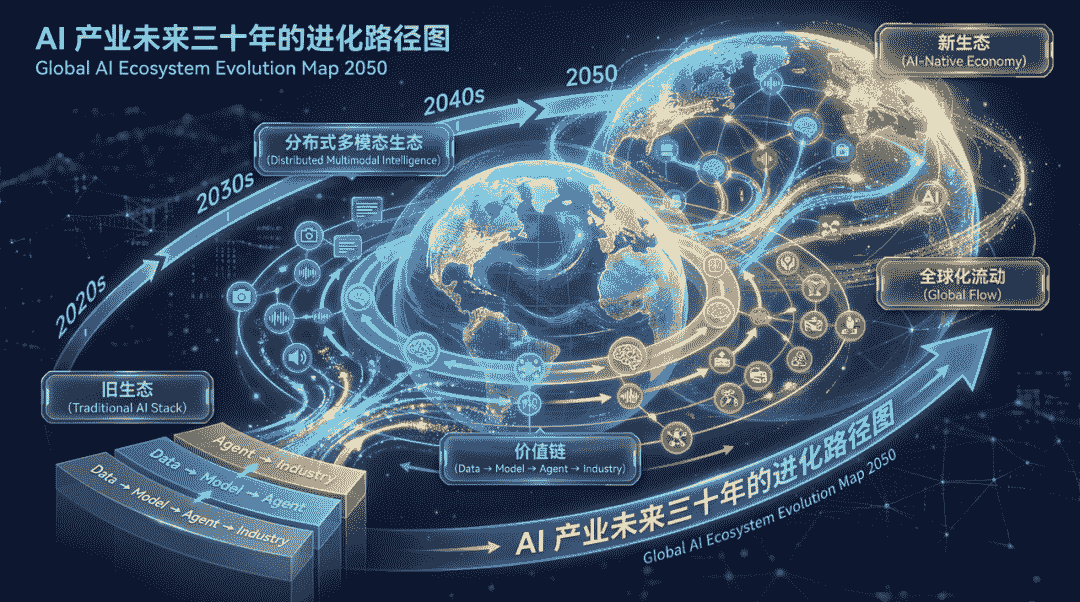 AI 产业未来三十年的进化路径图
Global AI Ecosystem Evolution Map 2050
新生态
(AI-Native Economy)
2050
2040s
分布式多模态生态
(Distributed Multimodal Intelligence)
2030s
AI
2020s
全球化流动
(Global Flow)
旧生态
(Traditional AI Stack)
价值链
(Data → Model → Agent → Industry)
Agent → Industry
Data → Model → Agent
Data → Model → Agent → Industry
AI 产业未来三十年的进化路径图
Global AI Ecosystem Evolution Map 2050